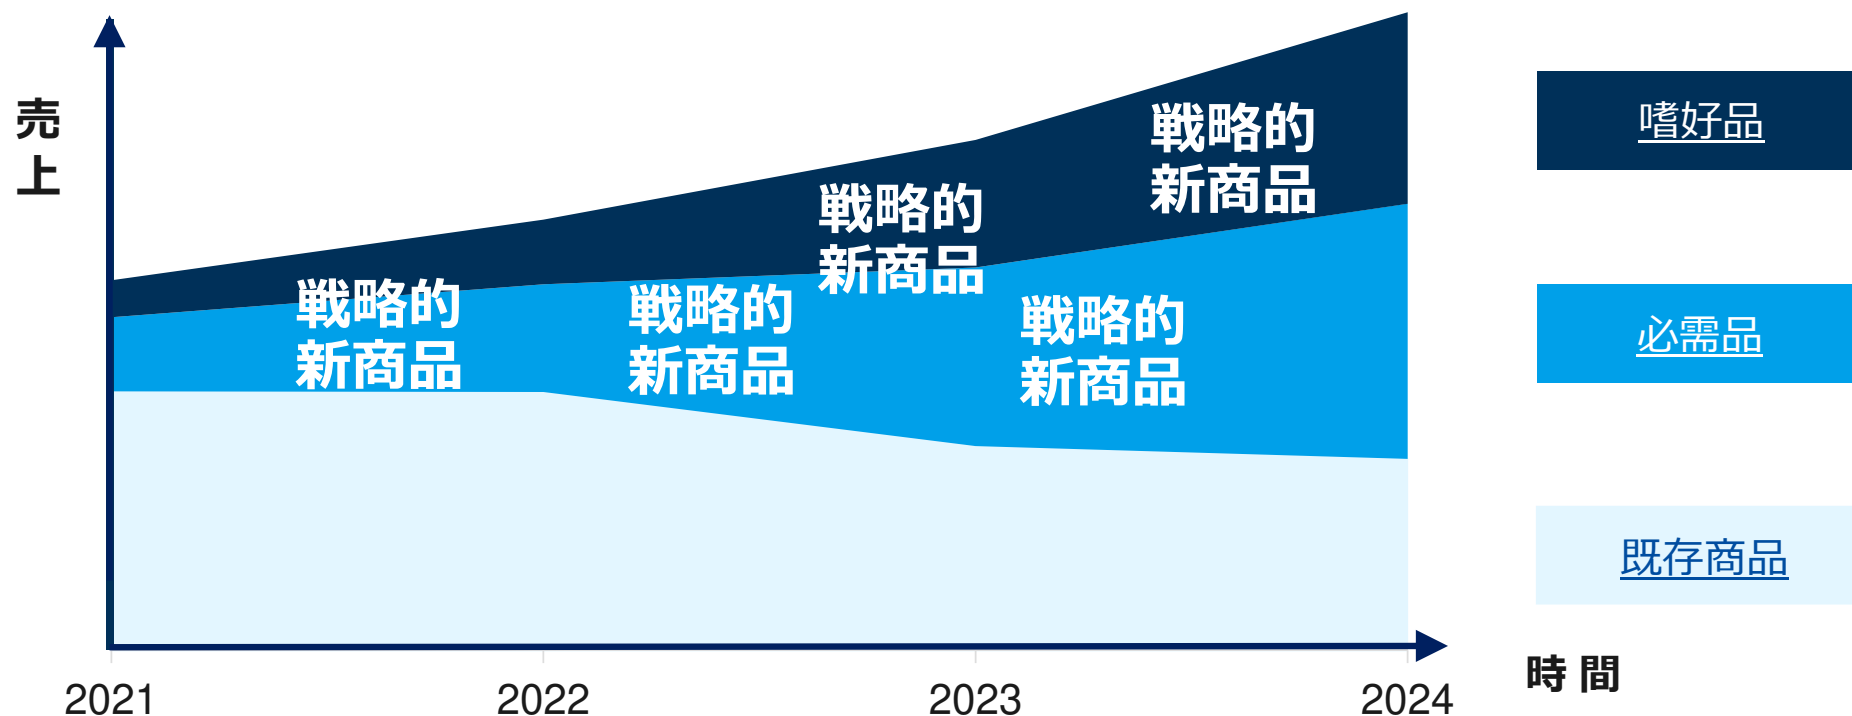 売
上
戦略的
新商品
戦略的
新商品
戦略的
新商品
戦略的
新商品
戦略的
新商品
嗜好品
必需品
既存商品
時間
2021
2022
2023
2024